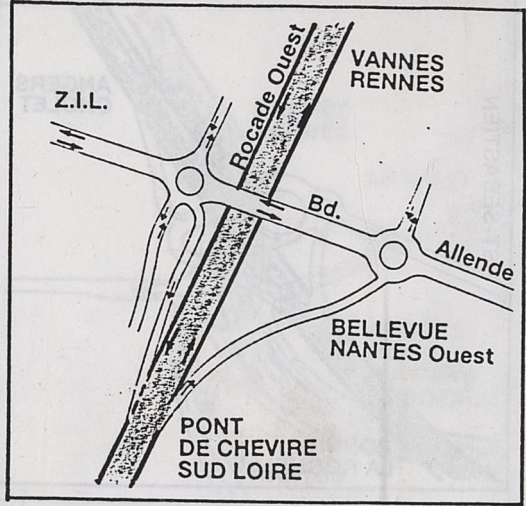 VANNES
RENNES
Z.I.L.
Rocade Ouest
Bd.
Allende
BELLEVUE
NANTES Ouest
PONT
DE CHEVIRE
SUD LOIRE